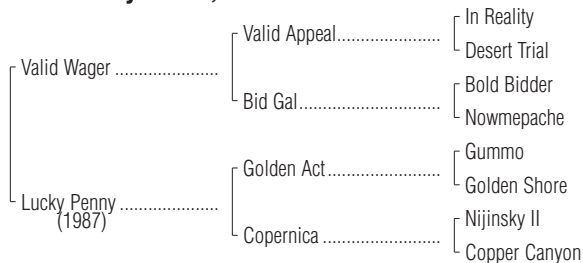 In Reality
Valid Appeal
Desert Trial
Valid Wager
Bold Bidder
Bid Gal
Nowmepache
Gummo
Golden Act
Golden Shore
Lucky Penny
(1987)
Nijinsky II
Copernica
Copper Canyon